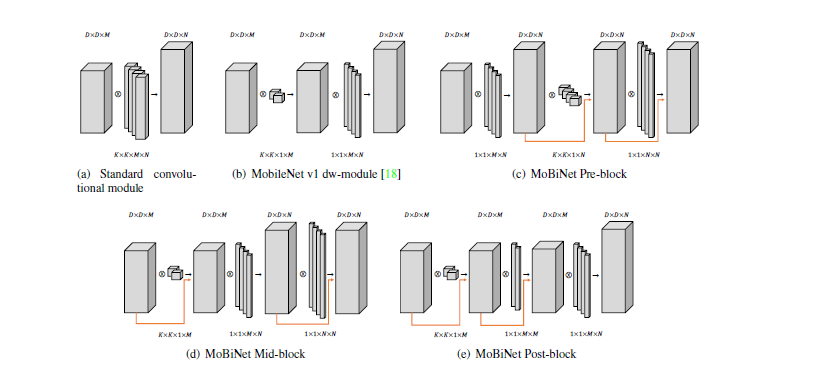 D×D×M D×D×N D×D×M D×D×M D×D×N D×D×M D×D×N D×D×N D×D×N
K×K×M×N K×K×1×M 1×1×M×N 1×1×M×N K×K×1×N 1×1×N×N
(a) Standard convolu-
tional module
(b) MobileNet v1 dw-module [18]
(c) MoBiNet Pre-block
D×D×M D×D×M D×D×N D×D×N D×D×M D×D×M D×D×M D×D×N
K×K×1×M 1×1×M×N 1×1×N×N K×K×1×M 1×1×M×M 1×1×M×N
(d) MoBiNet Mid-block
(e) MoBiNet Post-block